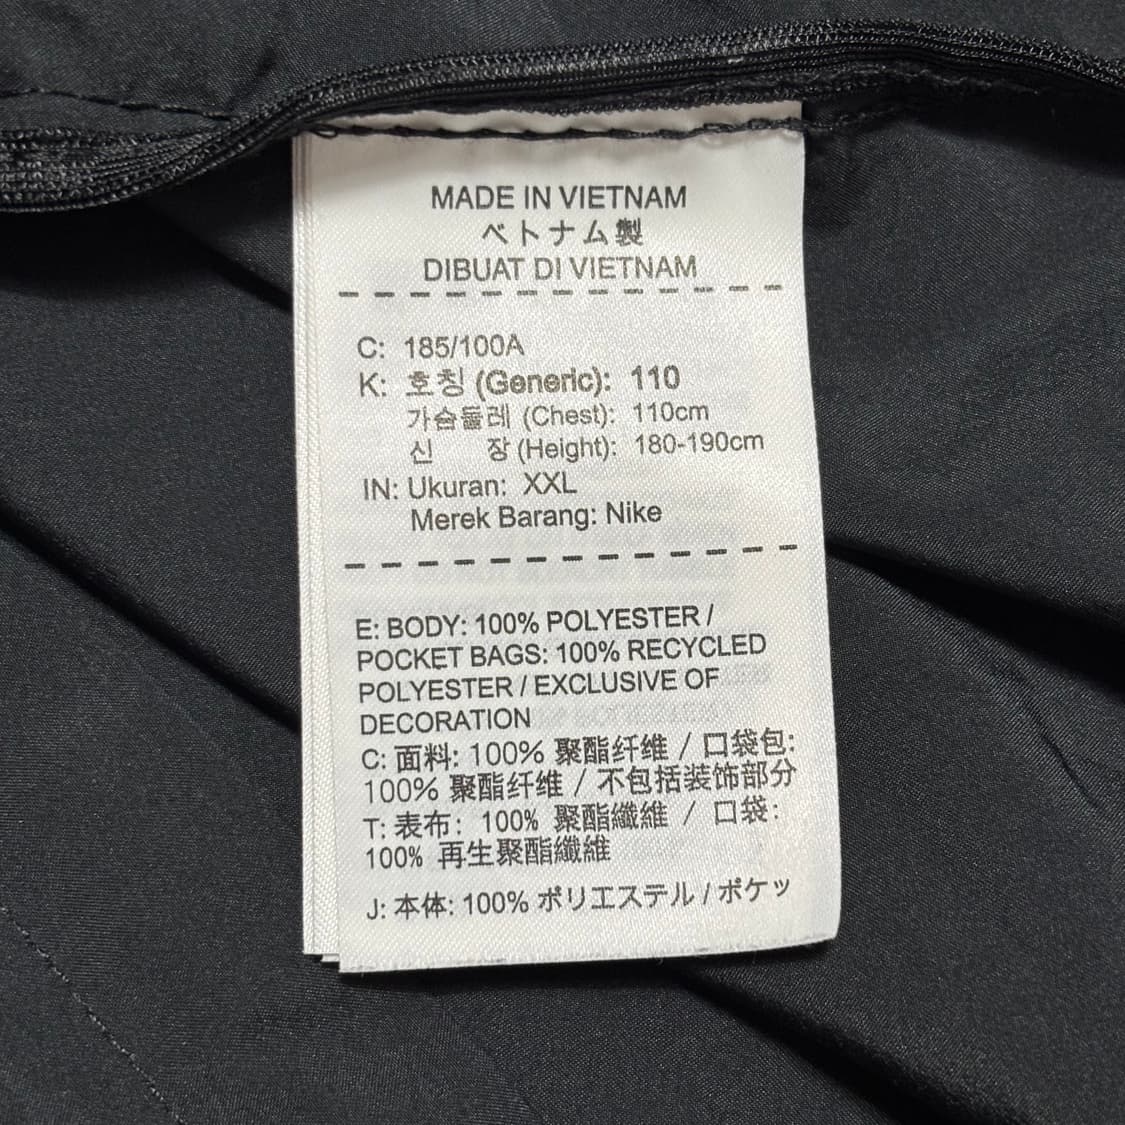 MADE IN VIETNAM
ベトナム製
DIBUAT DI VIETNAM
C: 185/100A
K: 호칭 (Generic): 110
가슴둘레 (Chest): 110cm
신 장 (Height): 180-190cm
IN: Ukuran: XXL
Merek Barang: Nike
E: BODY: 100% POLYESTER /
POCKET BAGS: 100% RECYCLED
POLYESTER / EXCLUSIVE OF
DECORATION
C: 面料: 100% 聚酯纤维 / 口袋包:
100% 聚酯纤维 / 不包括装饰部分
T: 表布: 100% 聚酯纖維 / 口袋:
100% 再生聚酯纖維
J: 本体: 100% ポリエステル / ポケッ